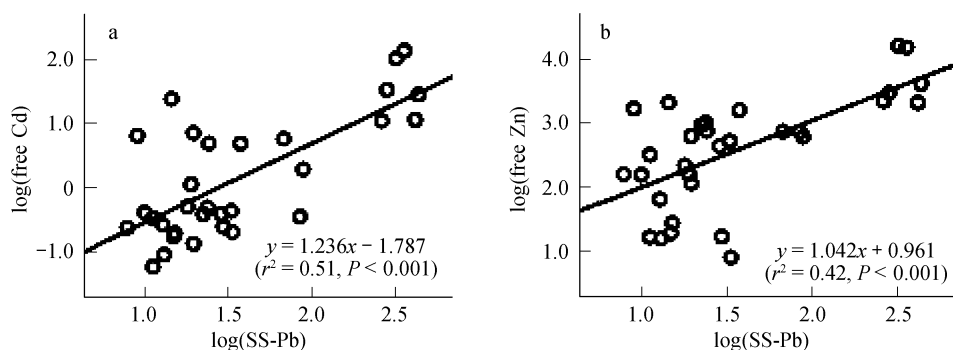 a
log(free Cd)
2.0
1.0
0
−1.0
y = 1.236x − 1.787
(r² = 0.51, P < 0.001)
1.0 1.5 2.0 2.5
log(SS-Pb)
b
log(free Zn)
4.0
3.0
2.0
1.0
y = 1.042x + 0.961
(r² = 0.42, P < 0.001)
1.0 1.5 2.0 2.5
log(SS-Pb)